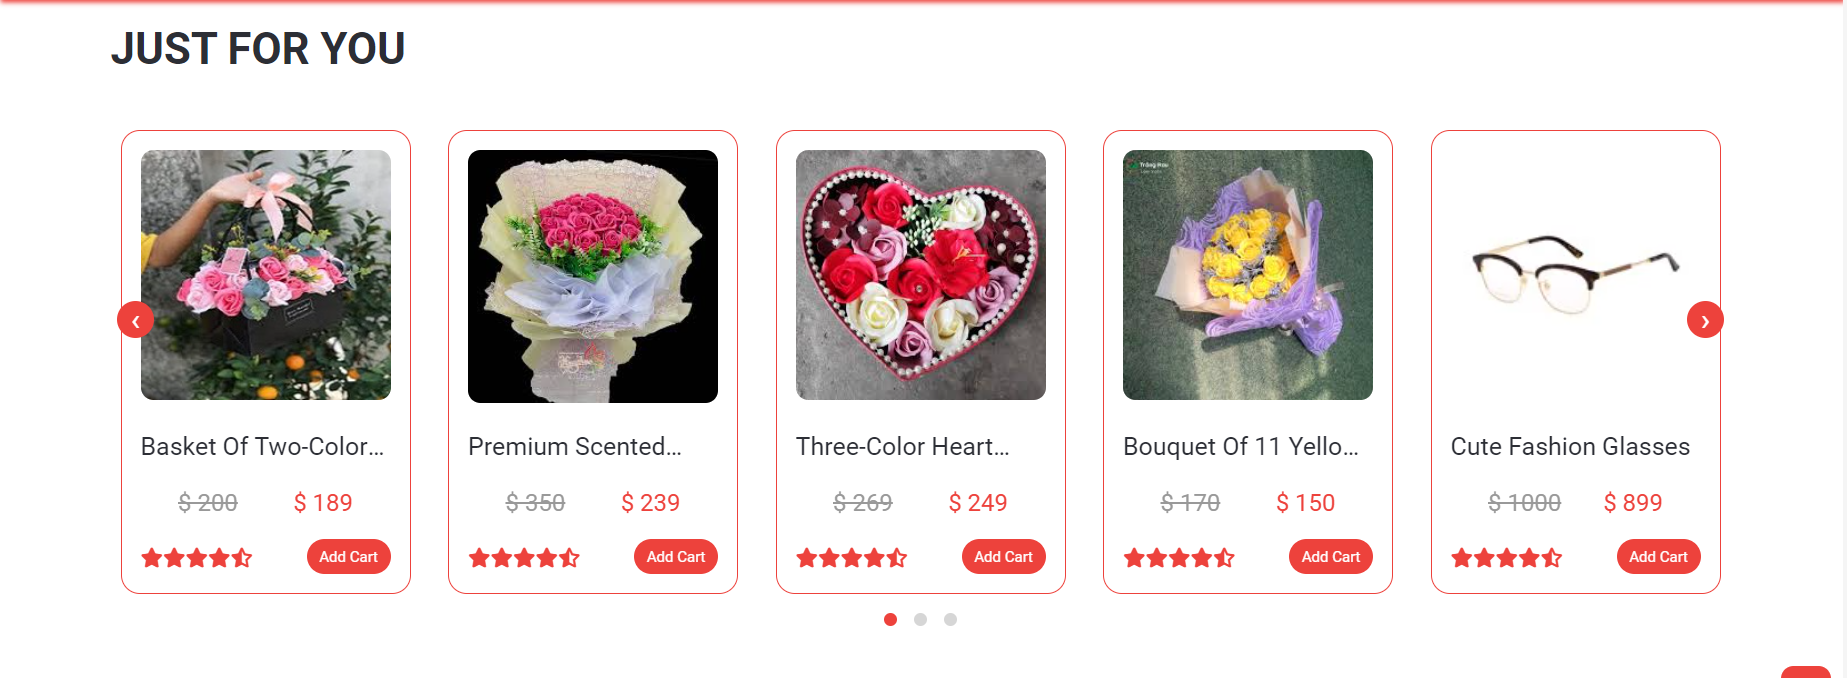 JUST FOR YOU
Trăng Hoa
‹
›
Basket Of Two-Color...
Premium Scented...
Three-Color Heart...
Bouquet Of 11 Yello...
Cute Fashion Glasses
$ 200 $ 189
$ 350 $ 239
$ 269 $ 249
$ 170 $ 150
$ 1000 $ 899
Add Cart
Add Cart
Add Cart
Add Cart
Add Cart